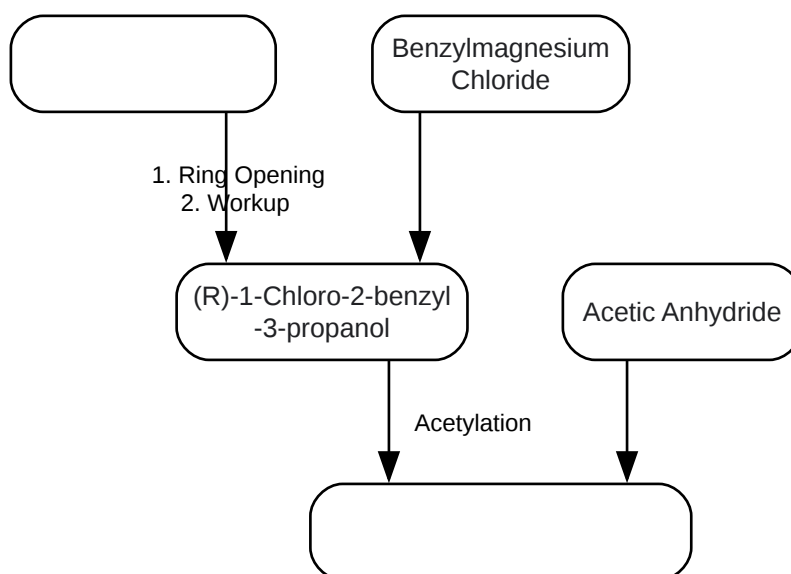 Benzylmagnesium
Chloride
1. Ring Opening
2. Workup
(R)-1-Chloro-2-benzyl
-3-propanol
Acetic Anhydride
Acetylation